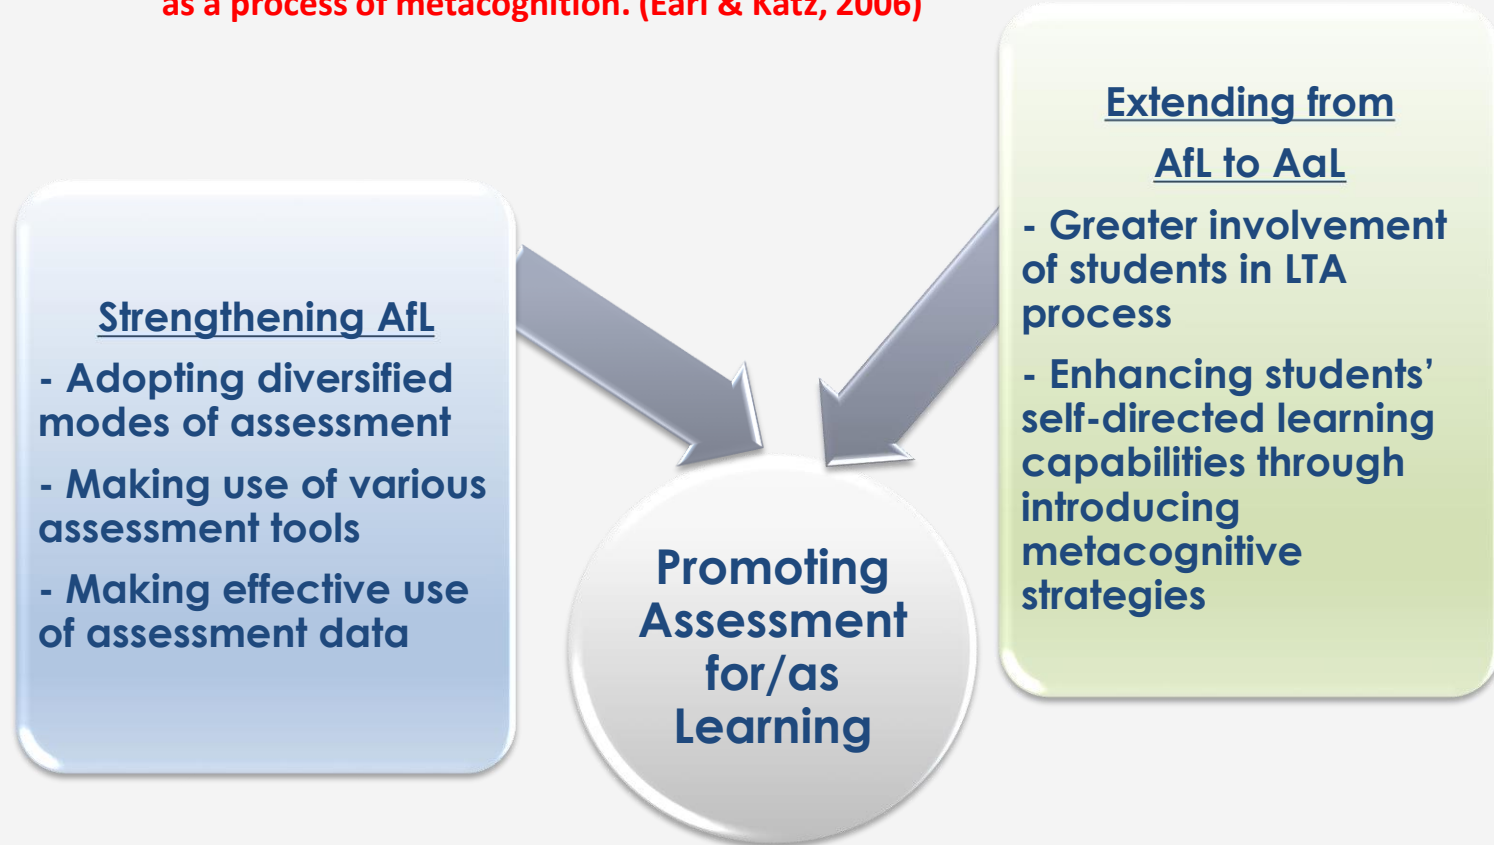 as a process of metacognition. (Earl & Katz, 2006)
Strengthening AfL
- Adopting diversified
modes of assessment
- Making use of various
assessment tools
- Making effective use
of assessment data
Promoting
Assessment
for/as
Learning
Extending from
AfL to AaL
- Greater involvement
of students in LTA
process
- Enhancing students’
self-directed learning
capabilities through
introducing
metacognitive
strategies